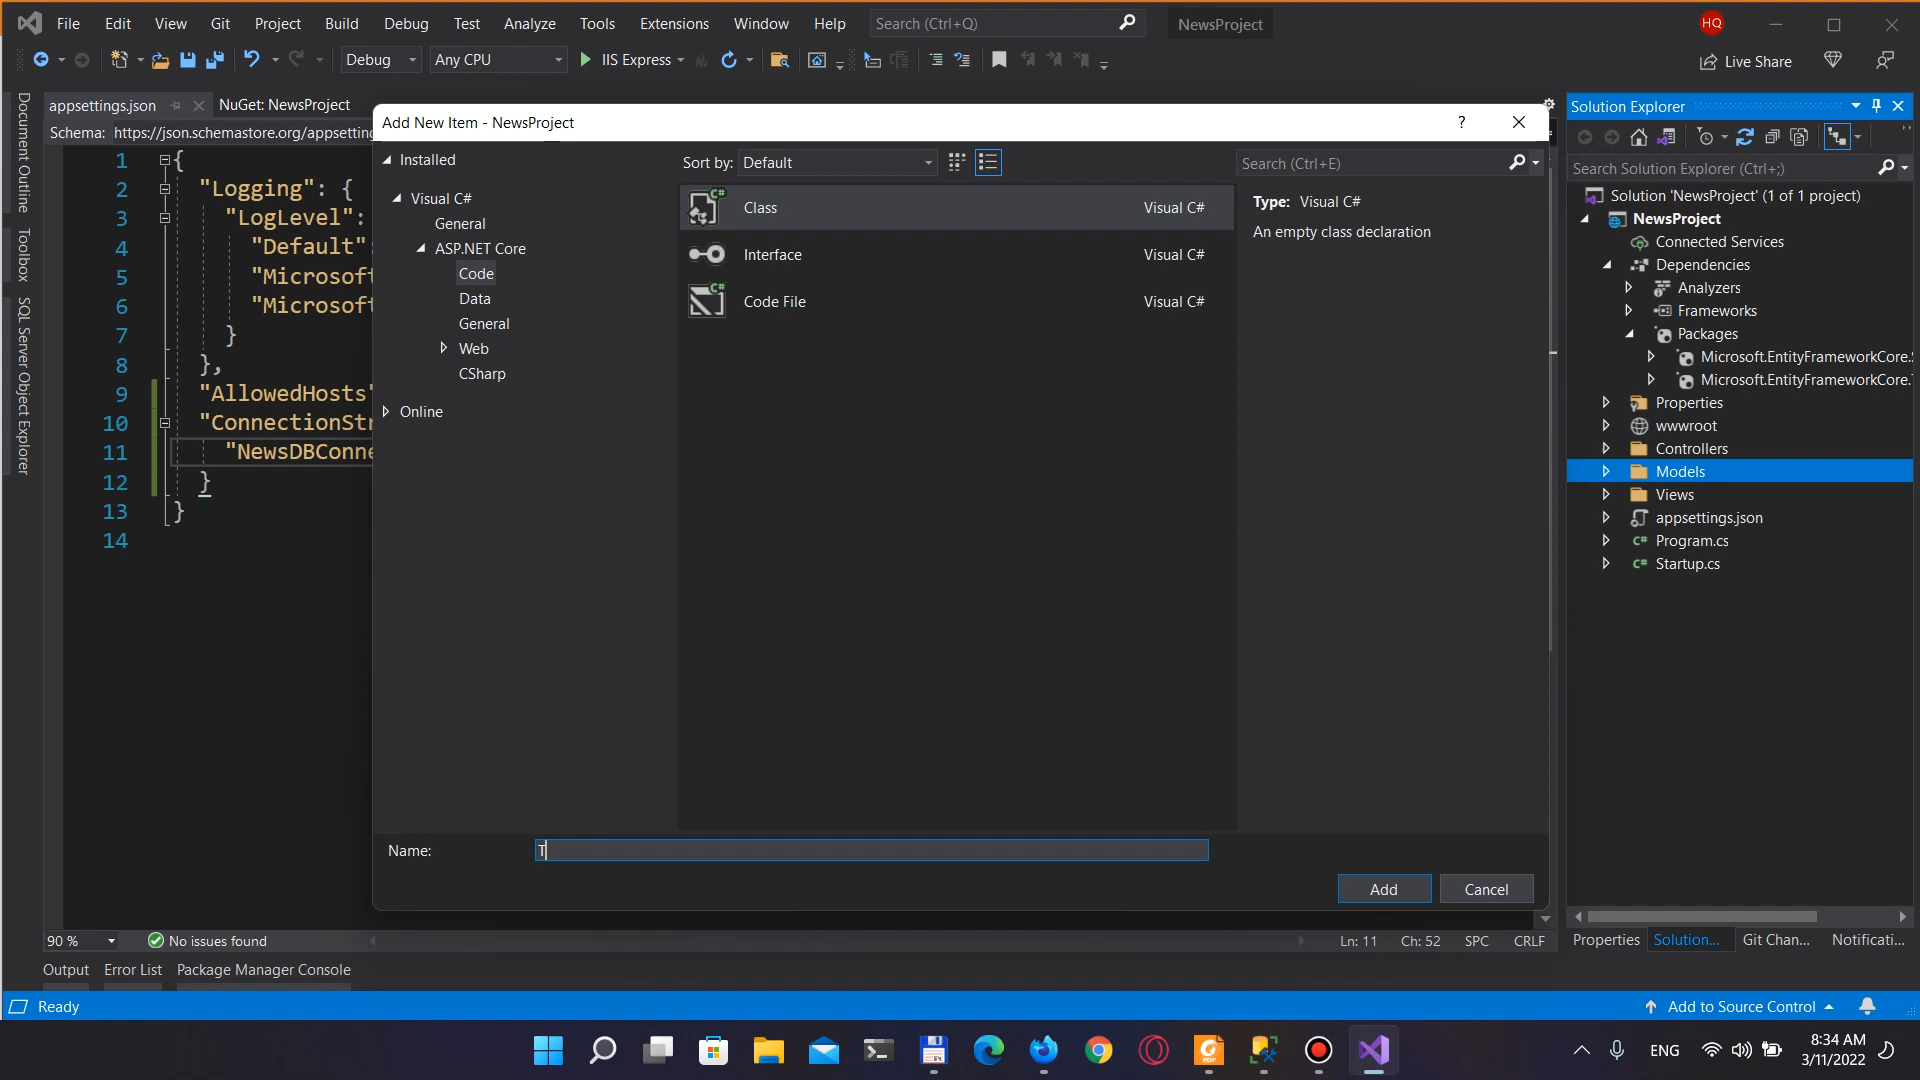 File Edit View Git Project Build Debug Test Analyze Tools Extensions Window Help Search (Ctrl+Q) NewsProject HQ
Debug Any CPU IIS Express Live Share
Document Outline
Toolbox
SQL Server Object Explorer
appsettings.json NuGet: NewsProject
Schema: https://json.schemastore.org/appsetting
1 {
2 "Logging": {
3 "LogLevel":
4 "Default"
5 "Microsoft
6 "Microsoft
7 }
8 },
9 "AllowedHosts"
10 "ConnectionStr
11 "NewsDBConne
12 }
13 }
14
Add New Item - NewsProject ?
Installed
Visual C#
General
ASP.NET Core
Code
Data
General
Web
CSharp
Online
Sort by: Default
Search (Ctrl+E)
C# Class Visual C#
Interface Visual C#
C# Code File Visual C#
Type: Visual C#
An empty class declaration
Name: T
Add Cancel
Solution Explorer
Search Solution Explorer (Ctrl+;)
Solution 'NewsProject' (1 of 1 project)
NewsProject
Connected Services
Dependencies
Analyzers
Frameworks
Packages
Microsoft.EntityFrameworkCore.S
Microsoft.EntityFrameworkCore.T
Properties
wwwroot
Controllers
Models
Views
appsettings.json
C# Program.cs
C# Startup.cs
90 % No issues found Ln: 11 Ch: 52 SPC CRLF
Properties Solution... Git Chan... Notificati...
Output Error List Package Manager Console
Ready Add to Source Control
64 PDF ENG 8:34 AM
3/11/2022